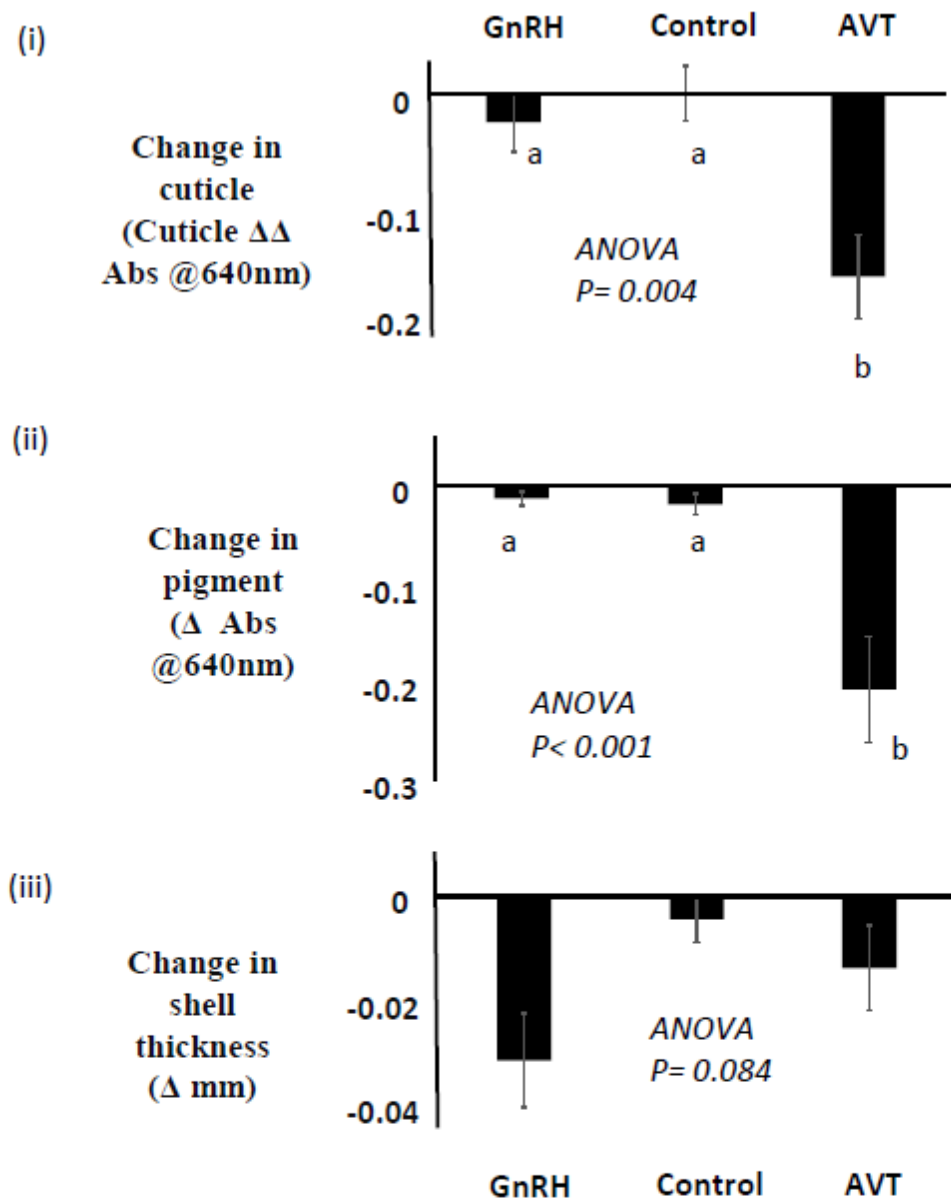 (i)
GnRH Control AVT
Change in
cuticle
(Cuticle ΔΔ
Abs @640nm)
0
-0.1
-0.2
a
a
b
ANOVA
P= 0.004
(ii)
Change in
pigment
(Δ Abs
@640nm)
0
-0.1
-0.2
-0.3
a
a
b
ANOVA
P< 0.001
(iii)
Change in
shell
thickness
(Δ mm)
0
-0.02
-0.04
ANOVA
P= 0.084
GnRH Control AVT